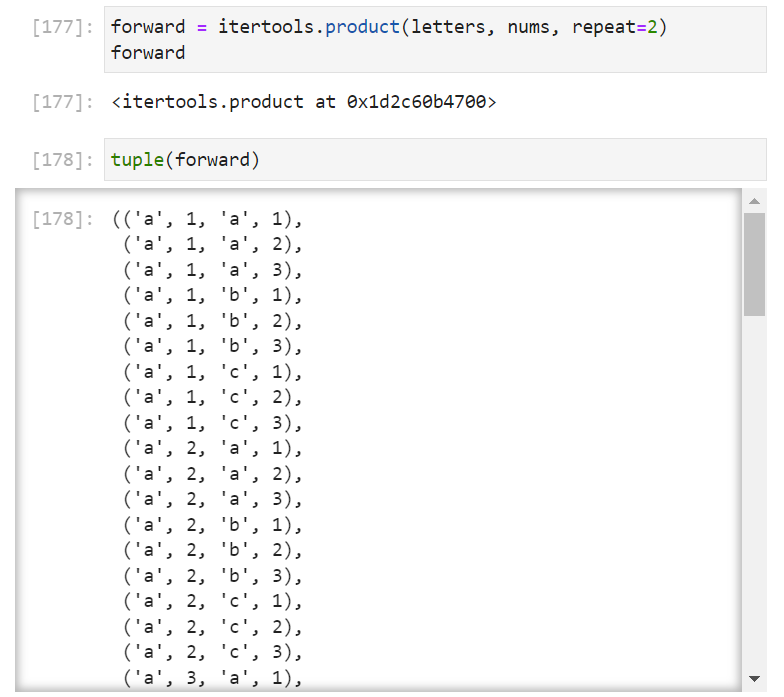 [177]: forward = itertools.product(letters, nums, repeat=2)
forward
[177]: <itertools.product at 0x1d2c60b4700>
[178]: tuple(forward)
[178]: (('a', 1, 'a', 1),
('a', 1, 'a', 2),
('a', 1, 'a', 3),
('a', 1, 'b', 1),
('a', 1, 'b', 2),
('a', 1, 'b', 3),
('a', 1, 'c', 1),
('a', 1, 'c', 2),
('a', 1, 'c', 3),
('a', 2, 'a', 1),
('a', 2, 'a', 2),
('a', 2, 'a', 3),
('a', 2, 'b', 1),
('a', 2, 'b', 2),
('a', 2, 'b', 3),
('a', 2, 'c', 1),
('a', 2, 'c', 2),
('a', 2, 'c', 3),
('a', 3, 'a', 1),